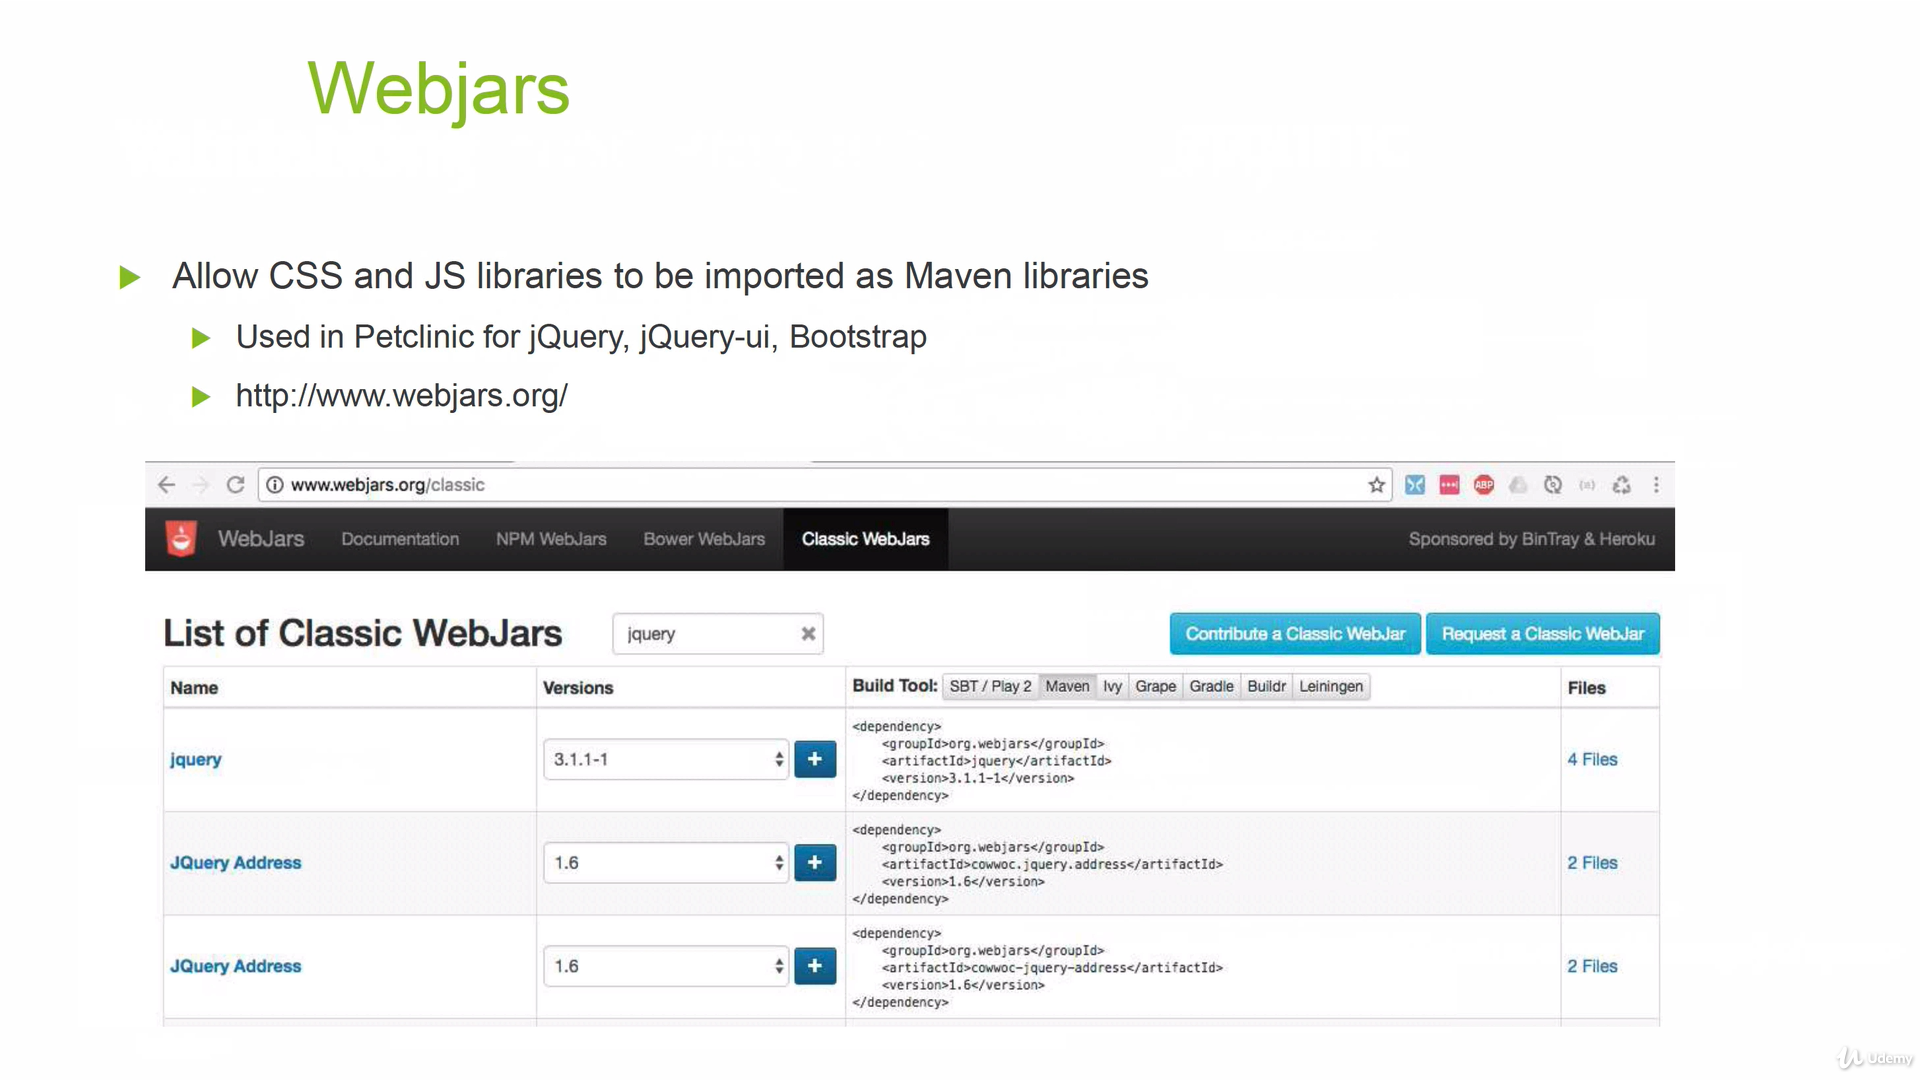 Webjars
Allow CSS and JS libraries to be imported as Maven libraries
Used in Petclinic for jQuery, jQuery-ui, Bootstrap
http://www.webjars.org/
www.webjars.org/classic
ABP
WebJars Documentation NPM WebJars Bower WebJars Classic WebJars Sponsored by BinTray & Heroku
List of Classic WebJars jquery Contribute a Classic WebJar Request a Classic WebJar
Name Versions Build Tool: SBT / Play 2 Maven Ivy Grape Gradle Buildr Leiningen Files
jquery 3.1.1-1 +
<dependency>
<groupId>org.webjars</groupId>
<artifactId>jquery</artifactId>
<version>3.1.1-1</version>
</dependency>
4 Files
JQuery Address 1.6 +
<dependency>
<groupId>org.webjars</groupId>
<artifactId>cowwoc.jquery.address</artifactId>
<version>1.6</version>
</dependency>
2 Files
JQuery Address 1.6 +
<dependency>
<groupId>org.webjars</groupId>
<artifactId>cowwoc-jquery-address</artifactId>
<version>1.6</version>
</dependency>
2 Files
Udemy